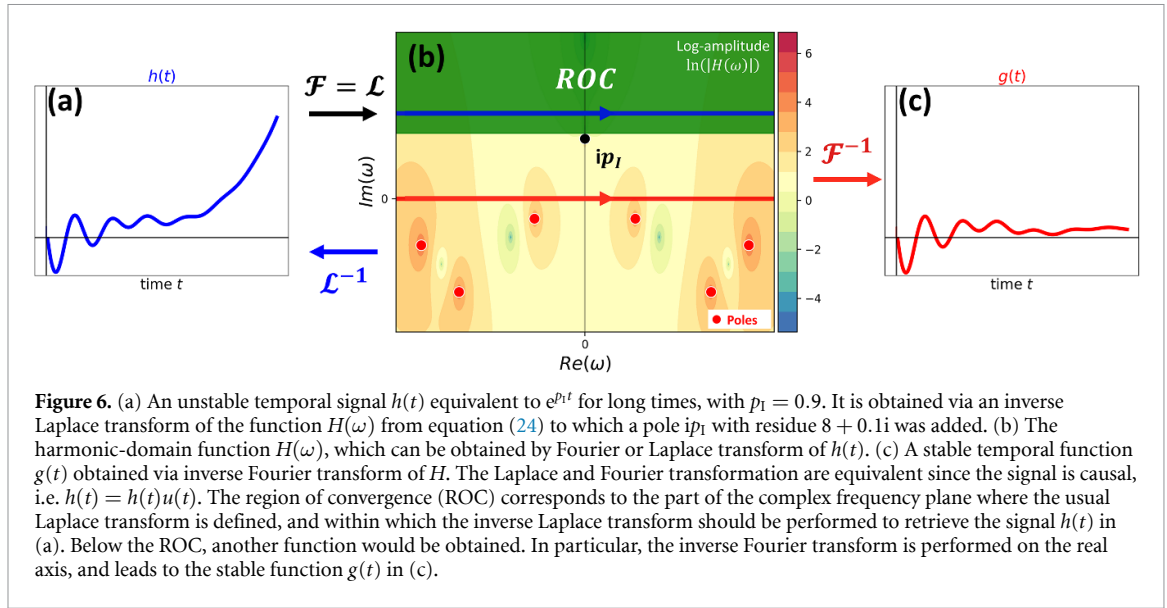 (a)
h(t)
time t
𝓕 = 𝓛
𝓛⁻¹
(b)
ROC
Log-amplitude
ln(|H(ω)|)
ip_I
Im(ω)
0
0
Re(ω)
Poles
6
4
2
0
−2
−4
𝓕⁻¹
(c)
g(t)
time t
Figure 6. (a) An unstable temporal signal h(t) equivalent to e^{p_I t} for long times, with p_I = 0.9. It is obtained via an inverse
Laplace transform of the function H(ω) from equation (24) to which a pole ip_I with residue 8 + 0.1i was added. (b) The
harmonic-domain function H(ω), which can be obtained by Fourier or Laplace transform of h(t). (c) A stable temporal function
g(t) obtained via inverse Fourier transform of H. The Laplace and Fourier transformation are equivalent since the signal is causal,
i.e. h(t) = h(t)u(t). The region of convergence (ROC) corresponds to the part of the complex frequency plane where the usual
Laplace transform is defined, and within which the inverse Laplace transform should be performed to retrieve the signal h(t) in
(a). Below the ROC, another function would be obtained. In particular, the inverse Fourier transform is performed on the real
axis, and leads to the stable function g(t) in (c).